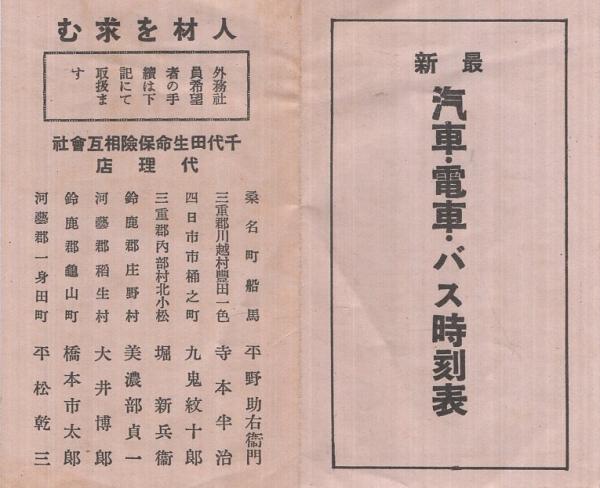 最新
汽車・電車・バス時刻表
人材を求む
外務社
員希望
者の手
續は下
記にて
取扱ま
す
千代田生命保險相互會社
代理店
桑名町船馬 平野助右衞門
三重郡川越村豐田一色 寺本半治
四日市市桶之町 九鬼紋十郎
三重郡内部村北小松 堀新兵衞
鈴鹿郡庄野村 美濃部貞一
河藝郡稻生村 大井博郎
鈴鹿郡龜山町 橋本市太郎
河藝郡一身田町 平松乾三